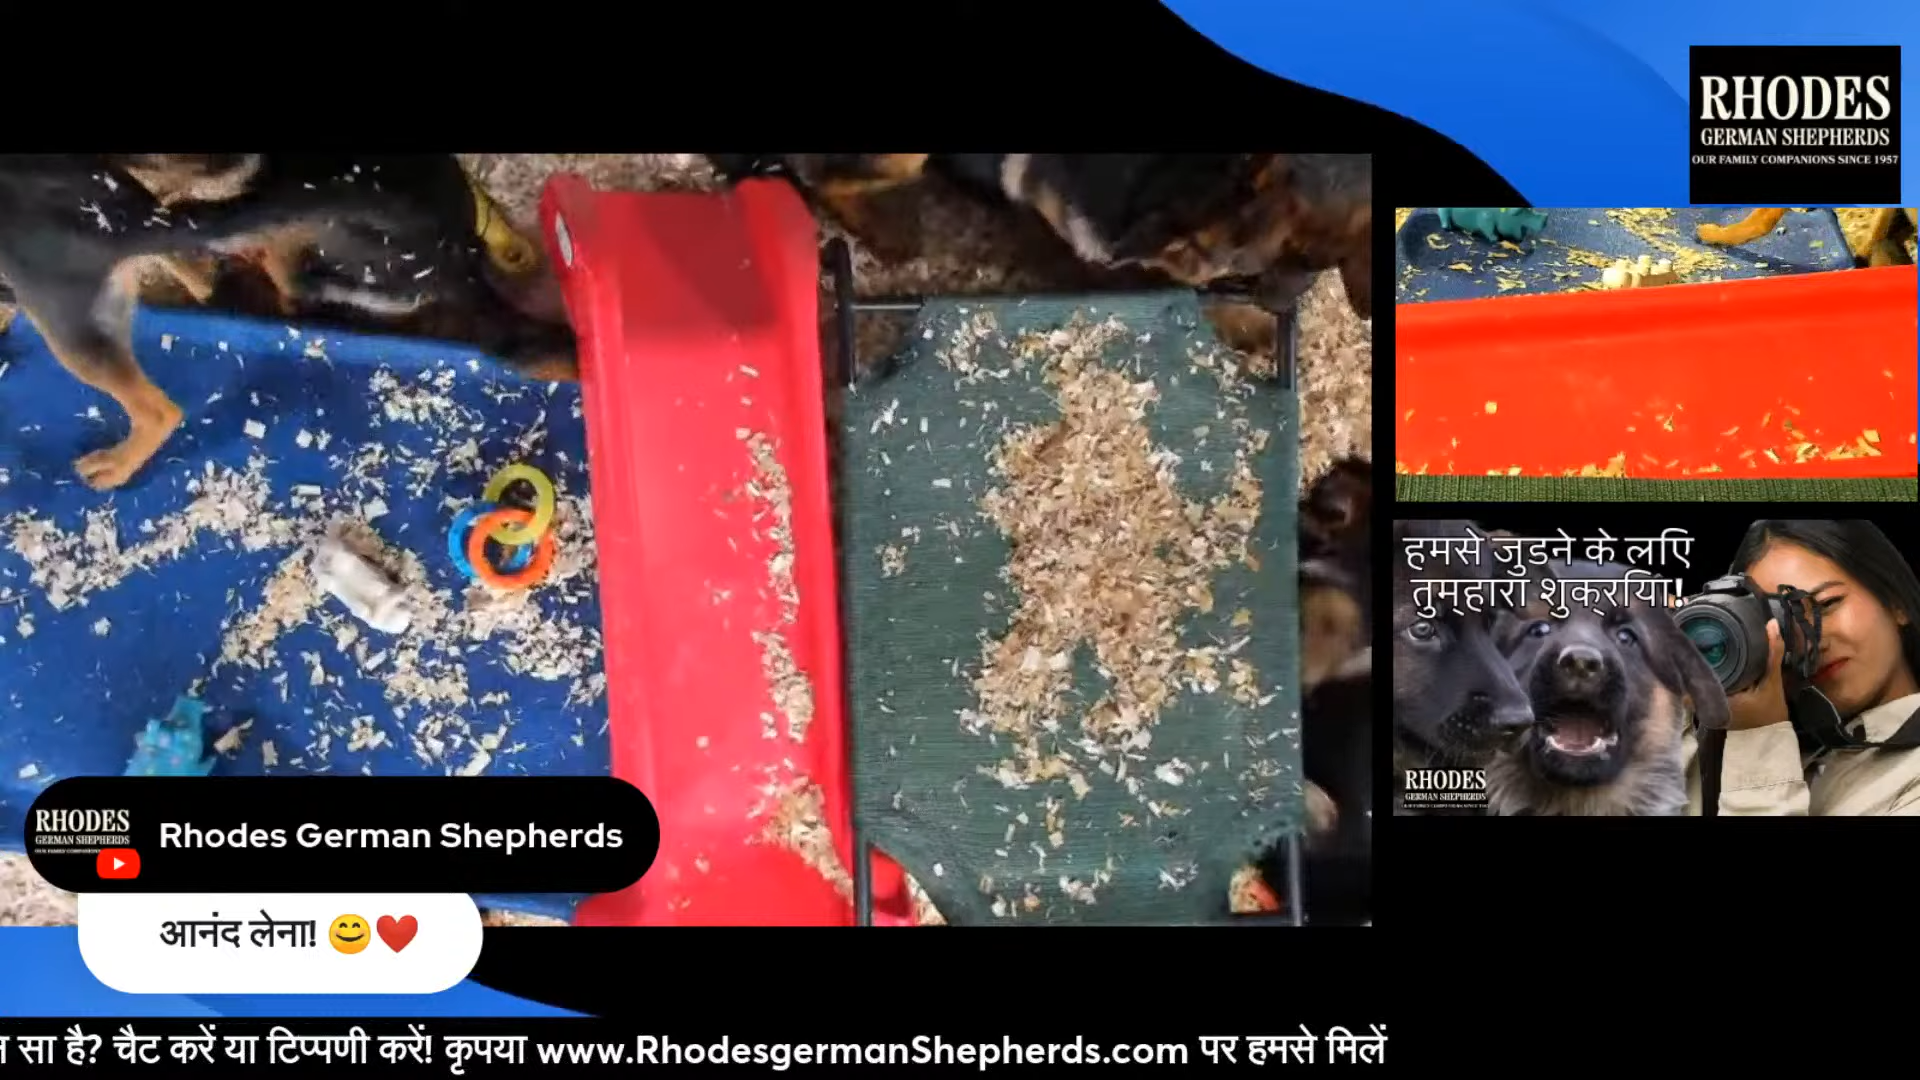 RHODES
GERMAN SHEPHERDS
OUR FAMILY COMPANIONS SINCE 1957
हमसे जुडने के लिए
तुम्हारा शुक्रिया!
RHODES
GERMAN SHEPHERDS
RHODES
GERMAN SHEPHERDS
Rhodes German Shepherds
आनंद लेना! 😊❤️
सा है? चैट करें या टिप्पणी करें! कृपया www.RhodesgermanShepherds.com पर हमसे मिलें